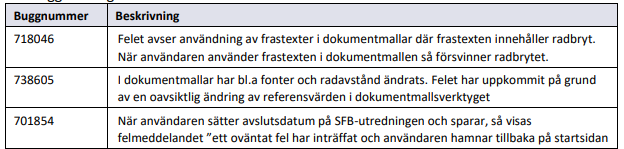 Buggnummer Beskrivning
718046 Felet avser användning av frastexter i dokumentmallar där frastexten innehåller radbryt.
När användaren använder frastexten i dokumentmallen så försvinner radbrytet.
738605 I dokumentmallar har bl.a fonter och radavstånd ändrats. Felet har uppkommit på grund
av en oavsiktlig ändring av referensvärden i dokumentmallsverktyget
701854 När användaren sätter avslutsdatum på SFB-utredningen och sparar, så visas
felmeddelandet ”ett oväntat fel har inträffat och användaren hamnar tillbaka på startsidan